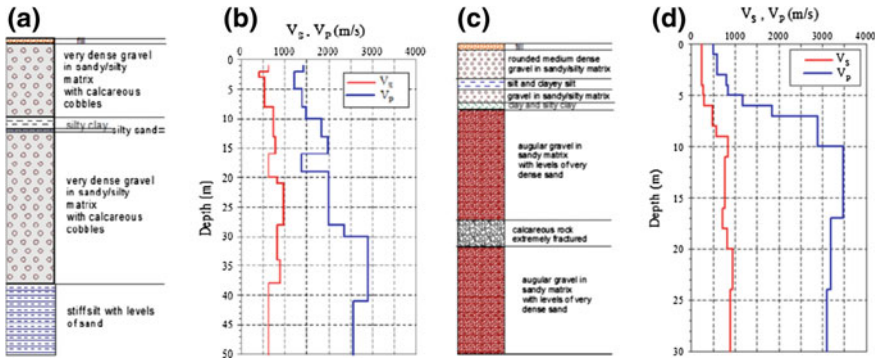 (a)
fill
very dense gravel
in sandy/silty
matrix
with calcareous
cobbles
silty clay
silty sand
very dense gravel
in sandy/silty
matrix
with calcareous
cobbles
stiff silt with levels
of sand
(b)
Vs , Vp (m/s)
0 1000 2000 3000 4000
0
5
10
15
20
25
30
35
40
45
50
Depth (m)
Vs
Vp
(c)
fill
rounded medium dense
gravel in sandy/silty matrix
silt and clayey silt
gravel in sandy/silty matrix
clay and silty clay
augular gravel in
sandy matrix
with levels of very
dense sand
calcareous rock
extremely fractured
augular gravel in
sandy matrix
with levels of very
dense sand
(d)
Vs , Vp (m/s)
0 1000 2000 3000 4000
0
5
10
15
20
25
30
Depth (m)
Vs
Vp